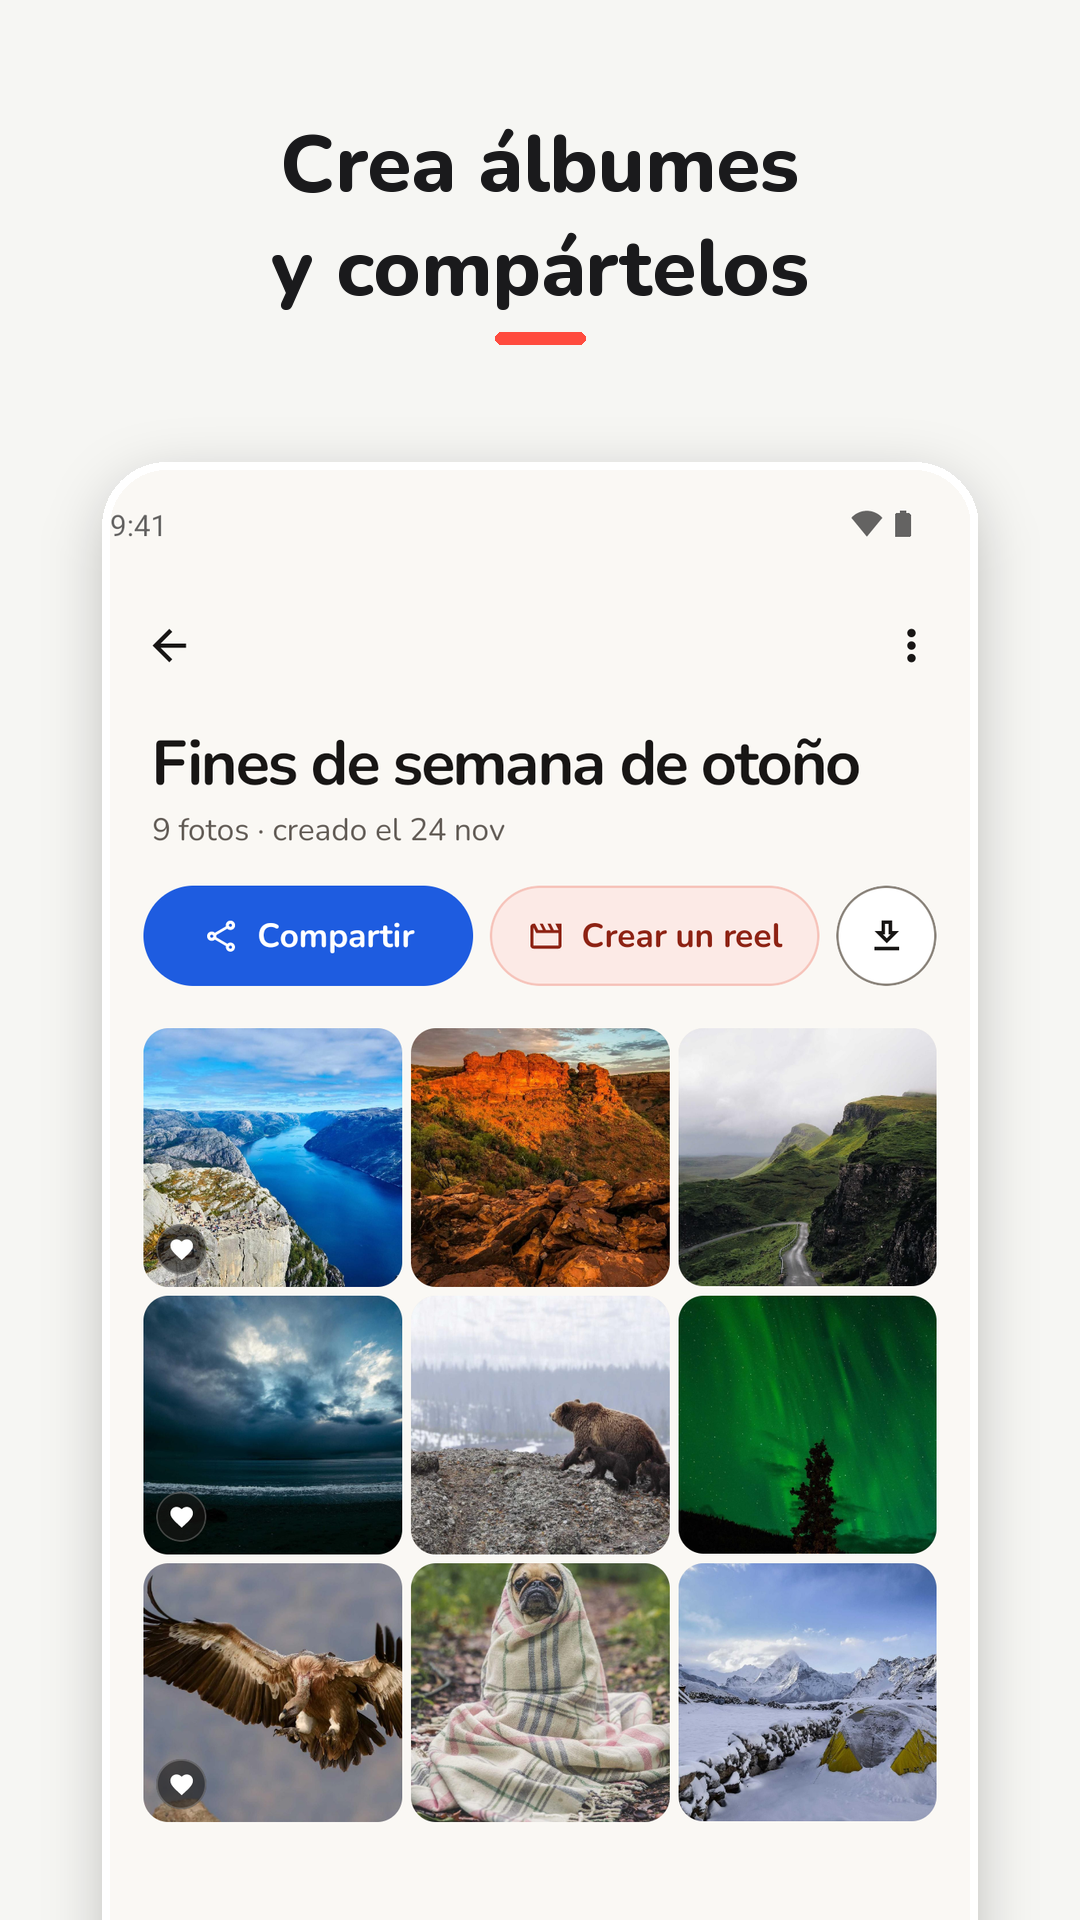 Crea álbumes
y compártelos
9:41
Fines de semana de otoño
9 fotos · creado el 24 nov
Compartir
Crear un reel